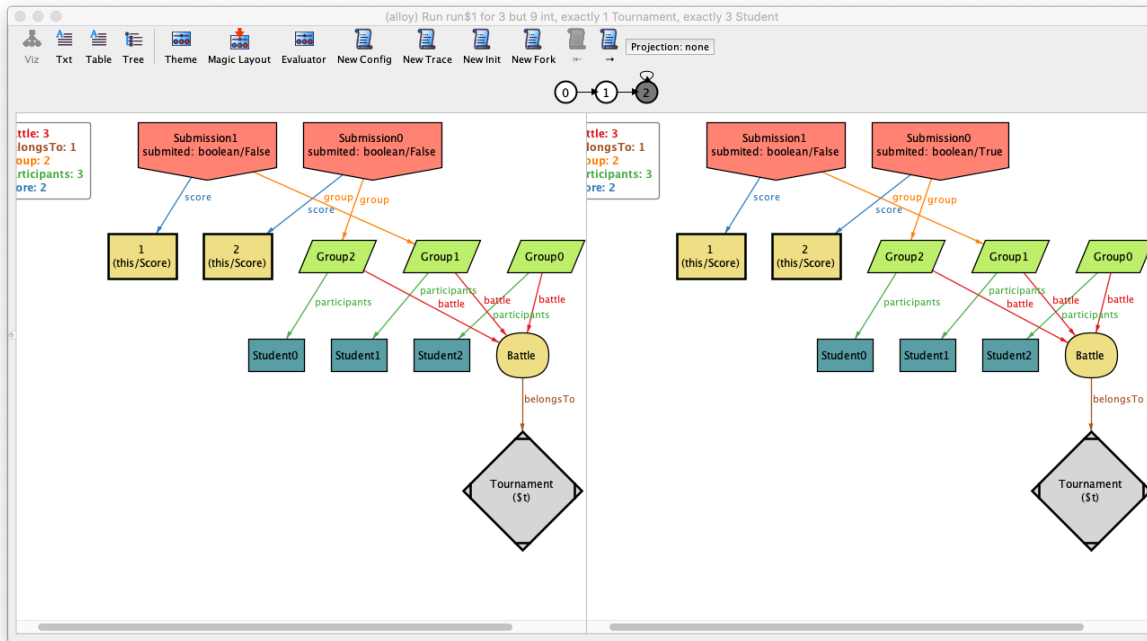 (alloy) Run run$1 for 3 but 9 int, exactly 1 Tournament, exactly 3 Student
Viz Txt Table Tree Theme Magic Layout Evaluator New Config New Trace New Init New Fork ⇤ → Projection: none
0 1 2
ttle: 3
longsTo: 1
oup: 2
rticipants: 3
ore: 2
Submission1
submited: boolean/False
Submission0
submited: boolean/False
score
group
score
group
1
(this/Score)
2
(this/Score)
Group2
Group1
Group0
participants
participants
battle
battle
battle
participants
Student0
Student1
Student2
Battle
belongsTo
Tournament
($t)
ttle: 3
longsTo: 1
oup: 2
rticipants: 3
ore: 2
Submission1
submited: boolean/False
Submission0
submited: boolean/True
score
group
score
group
1
(this/Score)
2
(this/Score)
Group2
Group1
Group0
participants
participants
battle
battle
battle
participants
Student0
Student1
Student2
Battle
belongsTo
Tournament
($t)